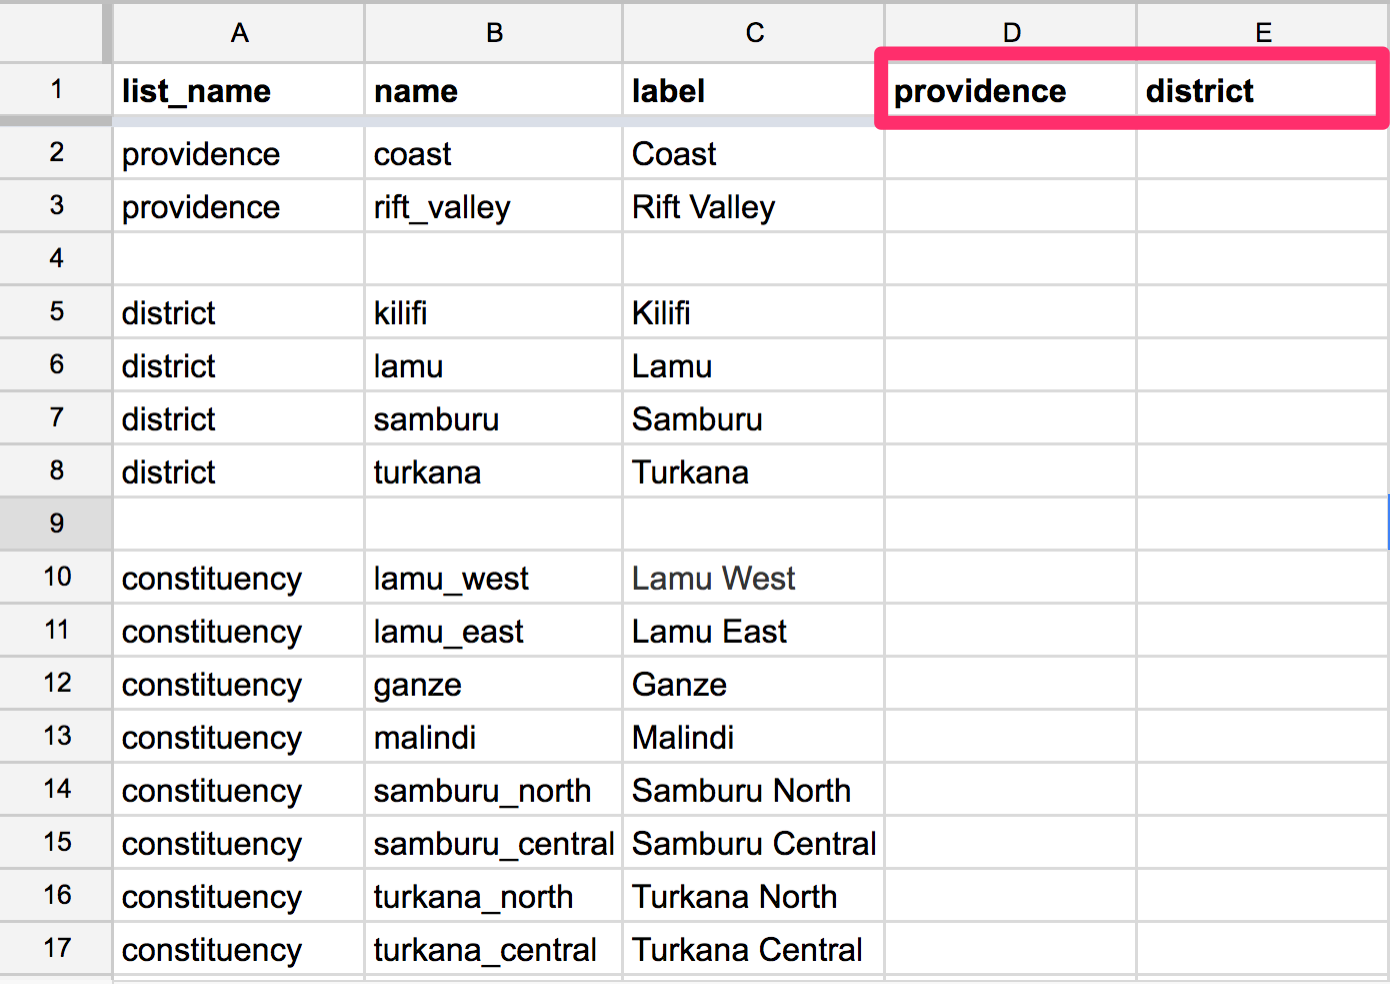 A B C D E
1 list_name name label providence district
2 providence coast Coast
3 providence rift_valley Rift Valley
4
5 district kilifi Kilifi
6 district lamu Lamu
7 district samburu Samburu
8 district turkana Turkana
9
10 constituency lamu_west Lamu West
11 constituency lamu_east Lamu East
12 constituency ganze Ganze
13 constituency malindi Malindi
14 constituency samburu_north Samburu North
15 constituency samburu_central Samburu Central
16 constituency turkana_north Turkana North
17 constituency turkana_central Turkana Central